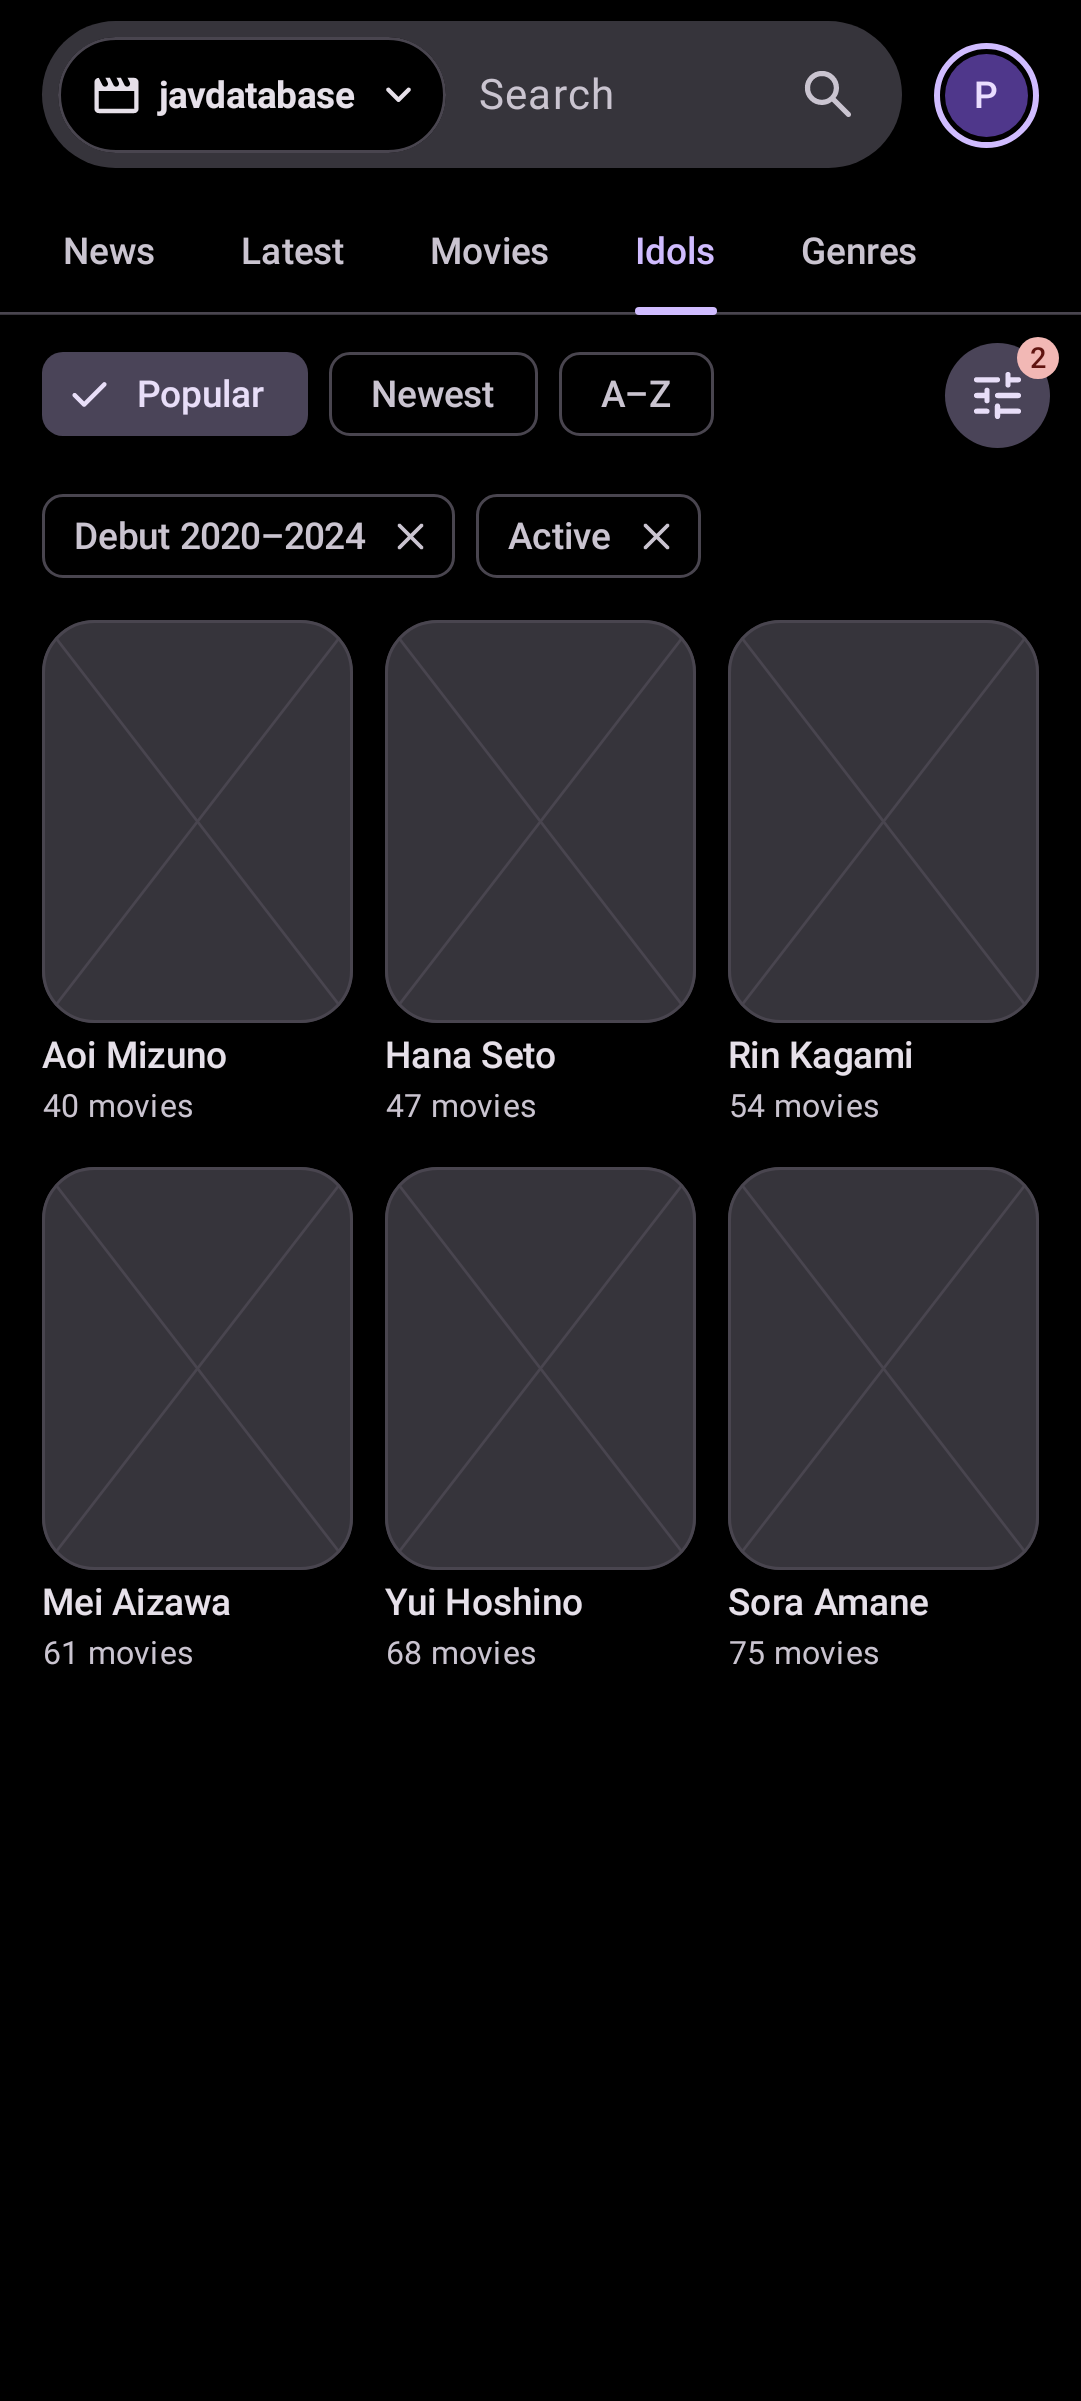 javdatabase
Search
P
News Latest Movies Idols Genres
Popular Newest A–Z
2
Debut 2020–2024 Active
Aoi Mizuno Hana Seto Rin Kagami
40 movies 47 movies 54 movies
Mei Aizawa Yui Hoshino Sora Amane
61 movies 68 movies 75 movies